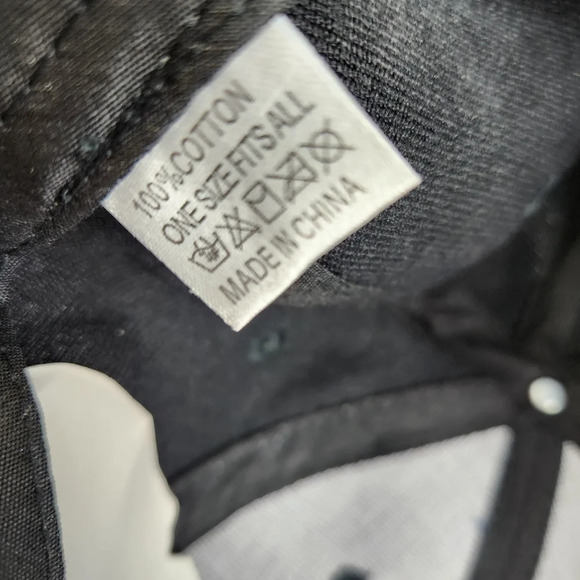 100%COTTON
ONE SIZE FITS ALL
MADE IN CHINA